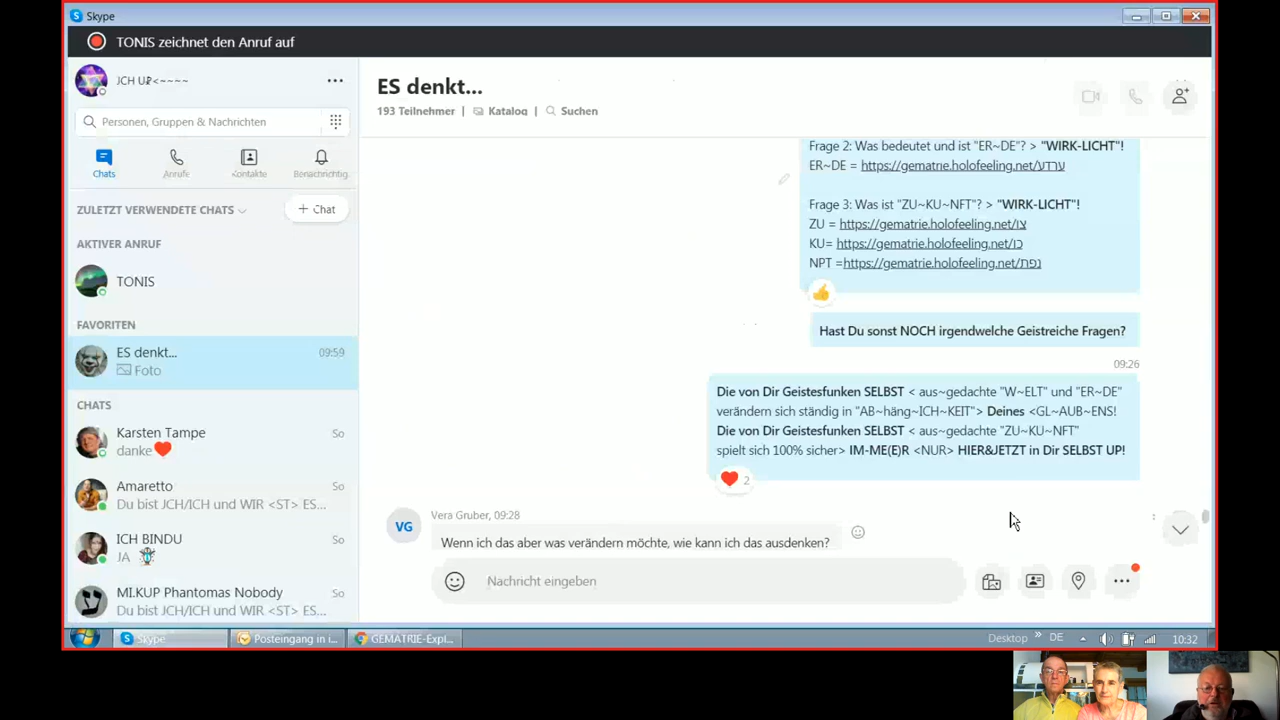 Skype
TONIS zeichnet den Anruf auf
JCH UP<~~~~
Personen, Gruppen & Nachrichten
Chats
Anrufe
Kontakte
Benachrichtig.
ZULETZT VERWENDETE CHATS
+ Chat
AKTIVER ANRUF
TONIS
FAVORITEN
ES denkt...
09:59
Foto
CHATS
Karsten Tampe
So
danke❤️
Amaretto
So
Du bist JCH/ICH und WIR <ST> ES...
ICH BINDU
So
JA
MI.KUP Phantomas Nobody
So
Du bist JCH/ICH und WIR <ST> ES...
ES denkt...
193 Teilnehmer | Katalog | Suchen
Frage 2: Was bedeutet und ist "ER~DE"? > "WIRK-LICHT"!
ER~DE = https://gematrie.holofeeling.net/ערדע
Frage 3: Was ist "ZU~KU~NFT"? > "WIRK-LICHT"!
ZU = https://gematrie.holofeeling.net/צו
KU= https://gematrie.holofeeling.net/כו
NPT =https://gematrie.holofeeling.net/נפת
👍
Hast Du sonst NOCH irgendwelche Geistreiche Fragen?
09:26
Die von Dir Geistesfunken SELBST < aus~gedachte "W~ELT" und "ER~DE"
verändern sich ständig in "AB~häng~ICH~KEIT"> Deines <GL~AUB~ENS!
Die von Dir Geistesfunken SELBST < aus~gedachte "ZU~KU~NFT"
spielt sich 100% sicher> IM-ME(E)R <NUR> HIER&JETZT in Dir SELBST UP!
❤️ 2
VG
Vera Gruber, 09:28
Wenn ich das aber was verändern möchte, wie kann ich das ausdenken?
Nachricht eingeben
Skype
Posteingang in i...
GEMATRIE-Expl...
Desktop
»
DE
10:32